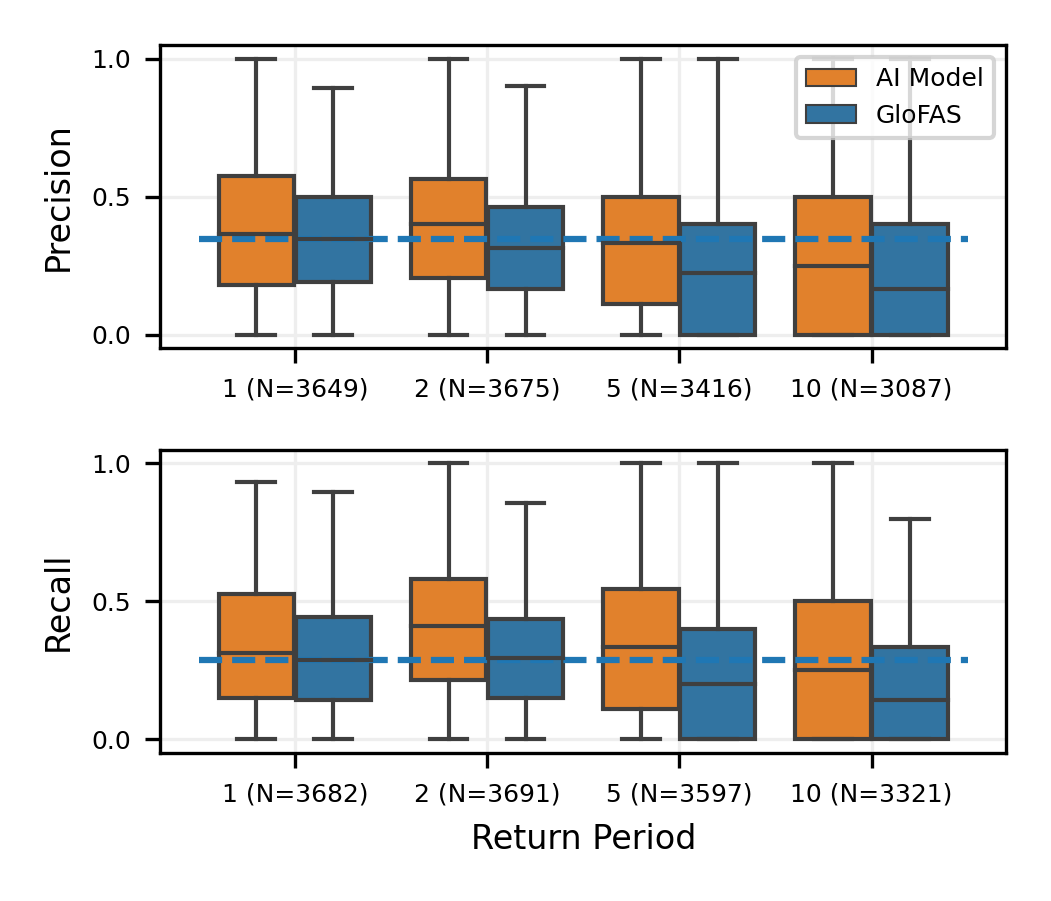 1.0
AI Model
GloFAS
Precision
0.5
0.0
1 (N=3649)
2 (N=3675)
5 (N=3416)
10 (N=3087)
1.0
Recall
0.5
0.0
1 (N=3682)
2 (N=3691)
5 (N=3597)
10 (N=3321)
Return Period